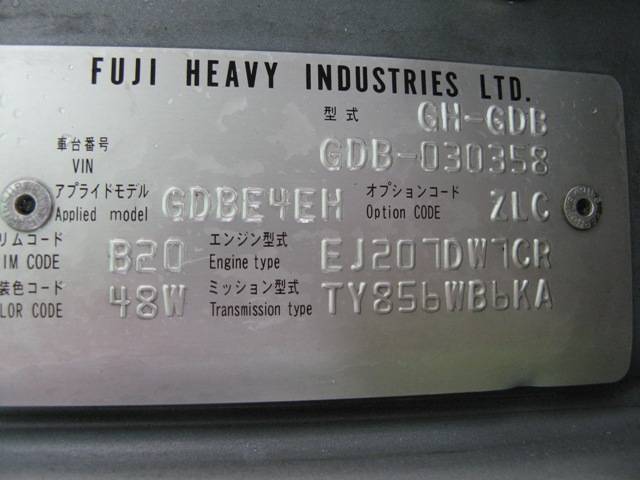 FUJI HEAVY INDUSTRIES LTD.
型式 GH-GDB
車台番号 VIN GDB-030358
アプライドモデル Applied model GDBE4EH オプションコード Option CODE ZLC
リムコード IM CODE B20 エンジン型式 Engine type EJ207DW7CR
装色コード LOR CODE 48W ミッション型式 Transmission type TY856WB6KA